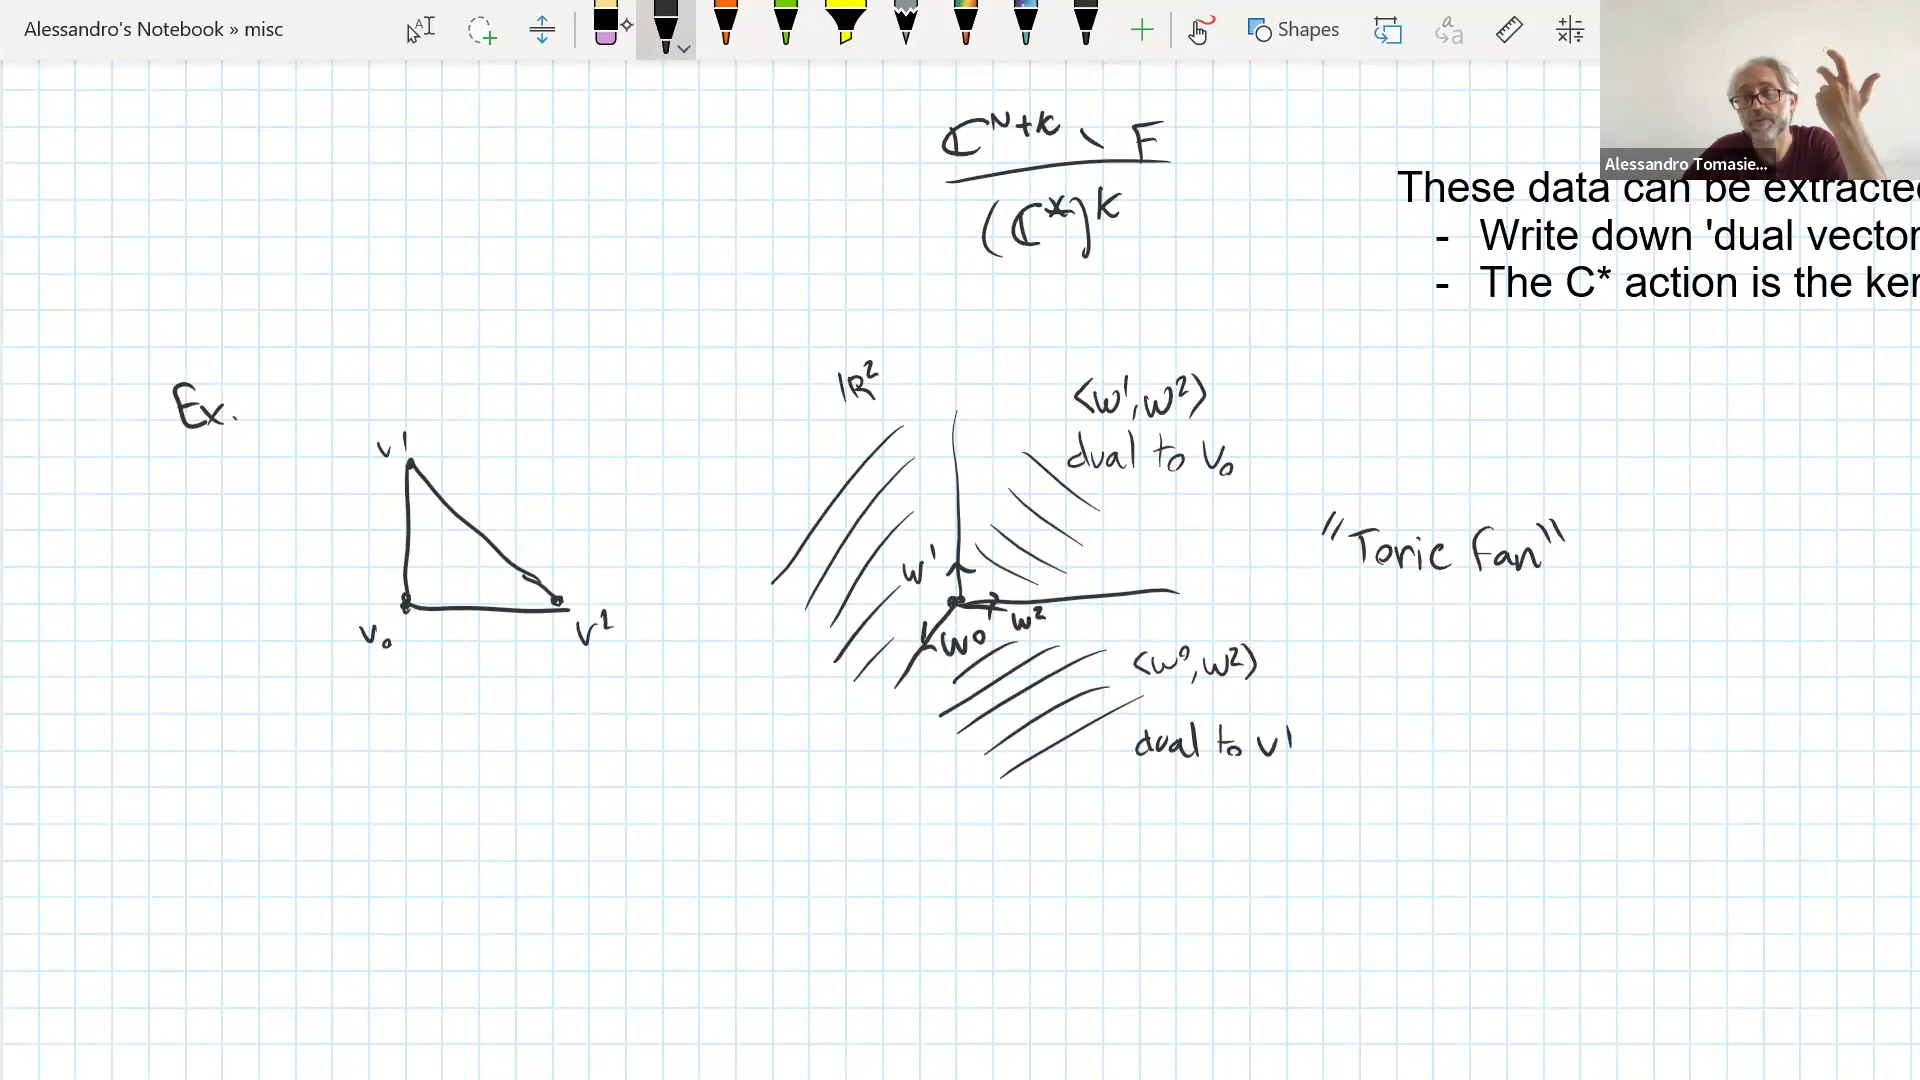 Alessandro's Notebook » misc
Shapes
Alessandro Tomasie...
ℂ^(N+K) \ F
(ℂ^*)^K
These data can be extracte
- Write down 'dual vector
- The C* action is the ker
Ex.
v¹
v₀
v²
ℝ²
⟨w¹, w²⟩
dual to v₀
w¹
w²
w⁰
"Toric fan"
⟨w⁰, w²⟩
dual to v¹